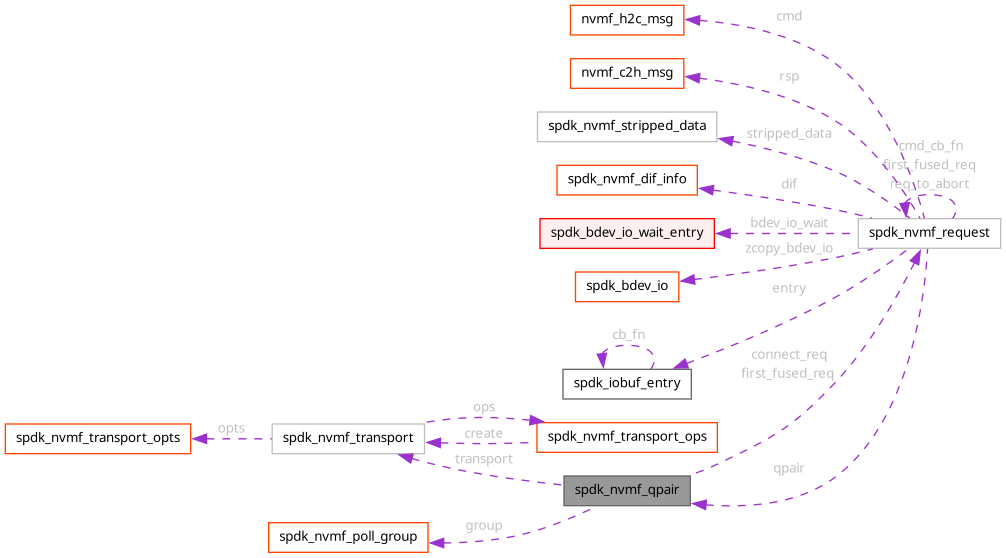 nvmf_h2c_msg
cmd
nvmf_c2h_msg
rsp
spdk_nvmf_stripped_data
stripped_data
cmd_cb_fn
first_fused_req
req_to_abort
spdk_nvmf_dif_info
dif
spdk_bdev_io_wait_entry
bdev_io_wait
spdk_nvmf_request
zcopy_bdev_io
spdk_bdev_io
entry
cb_fn
spdk_iobuf_entry
connect_req
first_fused_req
spdk_nvmf_transport_opts
opts
spdk_nvmf_transport
ops
create
spdk_nvmf_transport_ops
transport
spdk_nvmf_qpair
qpair
spdk_nvmf_poll_group
group